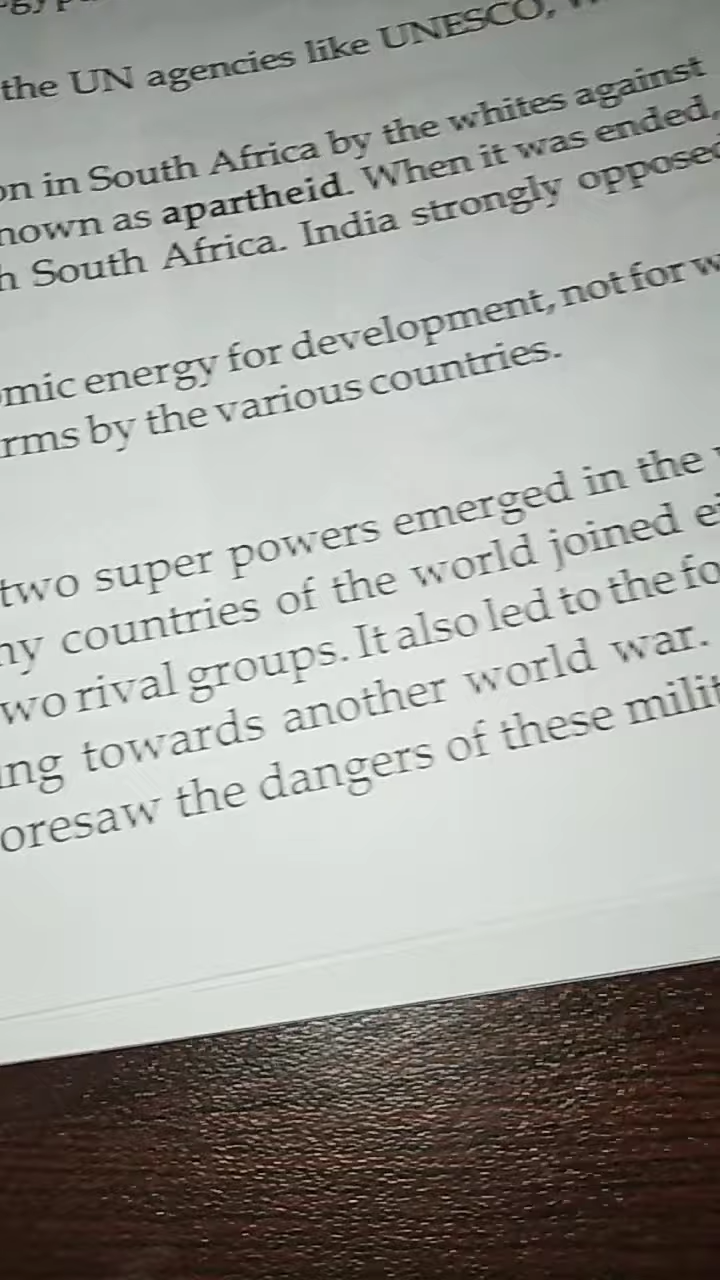 the UN agencies like UNESCO,
on in South Africa by the whites against
nown as apartheid. When it was ended,
h South Africa. India strongly opposed
omic energy for development, not for w
rms by the various countries.
two super powers emerged in the
ny countries of the world joined ei
wo rival groups. It also led to the fo
ing towards another world war.
oresaw the dangers of these milit